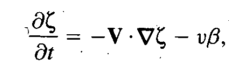 ∂ζ/∂t = −V · ∇ζ − υβ,